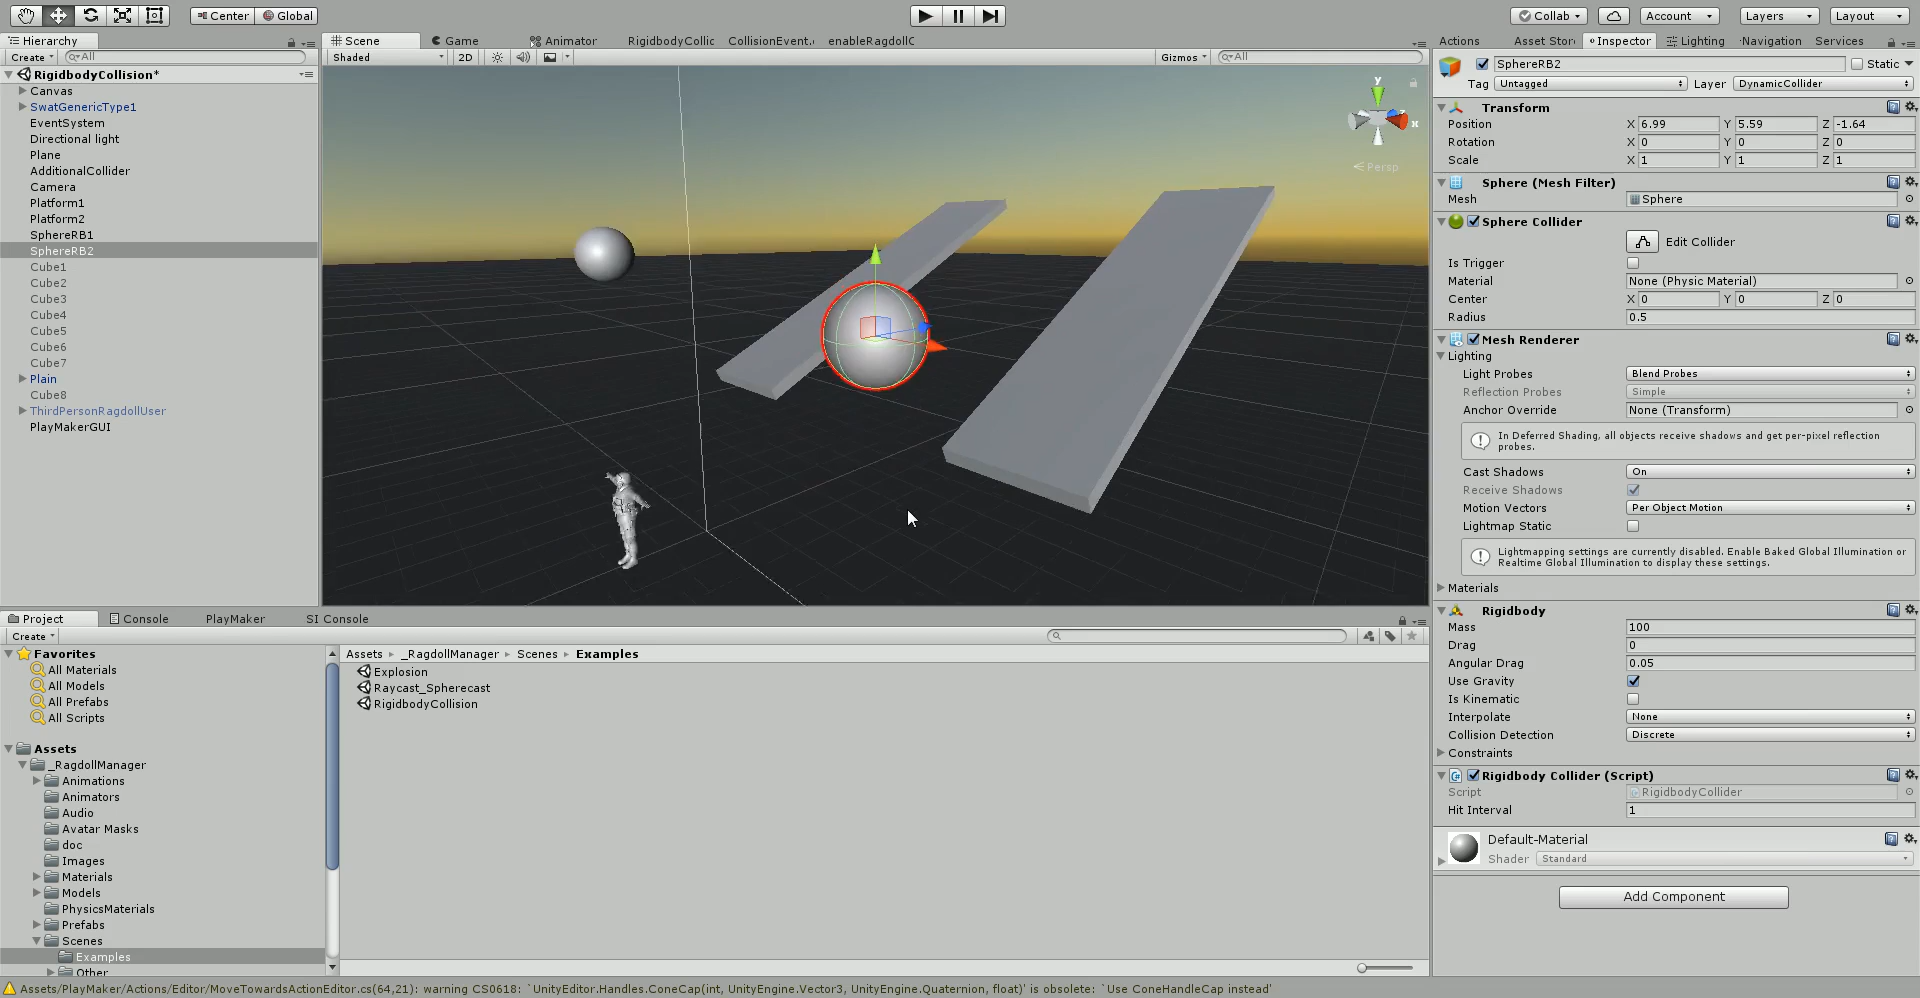 Center Global Collab Account Layers Layout
Hierarchy
Create All
RigidbodyCollision*
Canvas
SwatGenericType1
EventSystem
Directional light
Plane
AdditionalCollider
Camera
Platform1
Platform2
SphereRB1
SphereRB2
Cube1
Cube2
Cube3
Cube4
Cube5
Cube6
Cube7
Plain
Cube8
ThirdPersonRagdollUser
PlayMakerGUI
Scene Game Animator RigidbodyCollic CollisionEvent. enableRagdoll
Shaded 2D Gizmos All
y
x
Persp
Actions Asset Stor Inspector Lighting Navigation Services
SphereRB2 Static
Tag Untagged Layer DynamicCollider
Transform
Position X 6.99 Y 5.59 Z -1.64
Rotation X 0 Y 0 Z 0
Scale X 1 Y 1 Z 1
Sphere (Mesh Filter)
Mesh Sphere
Sphere Collider
Edit Collider
Is Trigger
Material None (Physic Material)
Center X 0 Y 0 Z 0
Radius 0.5
Mesh Renderer
Lighting
Light Probes Blend Probes
Reflection Probes Simple
Anchor Override None (Transform)
In Deferred Shading, all objects receive shadows and get per-pixel reflection
probes.
Cast Shadows On
Receive Shadows
Motion Vectors Per Object Motion
Lightmap Static
Lightmapping settings are currently disabled. Enable Baked Global Illumination or
Realtime Global Illumination to display these settings.
Materials
Rigidbody
Mass 100
Drag 0
Angular Drag 0.05
Use Gravity
Is Kinematic
Interpolate None
Collision Detection Discrete
Constraints
Rigidbody Collider (Script)
Script RigidbodyCollider
Hit Interval 1
Default-Material
Shader Standard
Add Component
Project Console PlayMaker SI Console
Create
Favorites
All Materials
All Models
All Prefabs
All Scripts
Assets
_RagdollManager
Animations
Animators
Audio
Avatar Masks
doc
Images
Materials
Models
PhysicsMaterials
Prefabs
Scenes
Examples
Other
Assets ▸ _RagdollManager ▸ Scenes ▸ Examples
Explosion
Raycast_Spherecast
RigidbodyCollision
Assets/PlayMaker/Actions/Editor/MoveTowardsActionEditor.cs(64,21): warning CS0618: `UnityEditor.Handles.ConeCap(int, UnityEngine.Vector3, UnityEngine.Quaternion, float)' is obsolete: `Use ConeHandleCap instead'